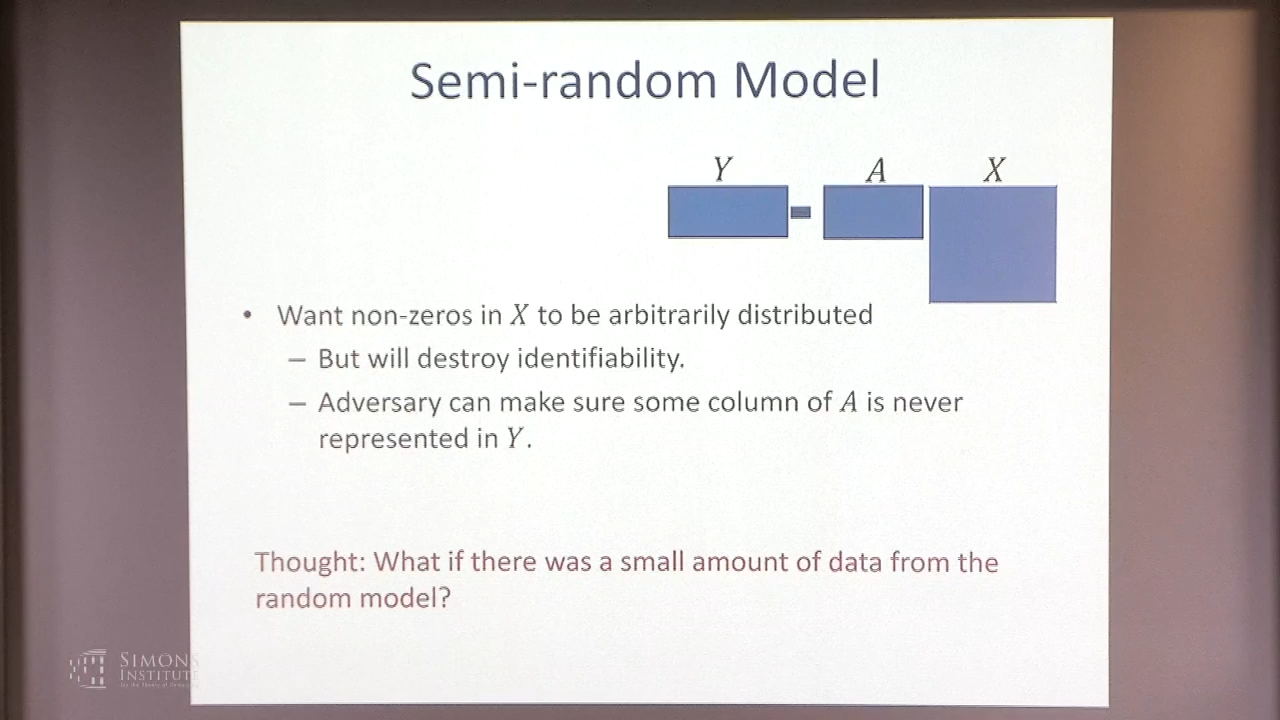 Semi-random Model
Y A X
• Want non-zeros in X to be arbitrarily distributed
– But will destroy identifiability.
– Adversary can make sure some column of A is never
represented in Y.
Thought: What if there was a small amount of data from the
random model?
SIMONS
INSTITUTE